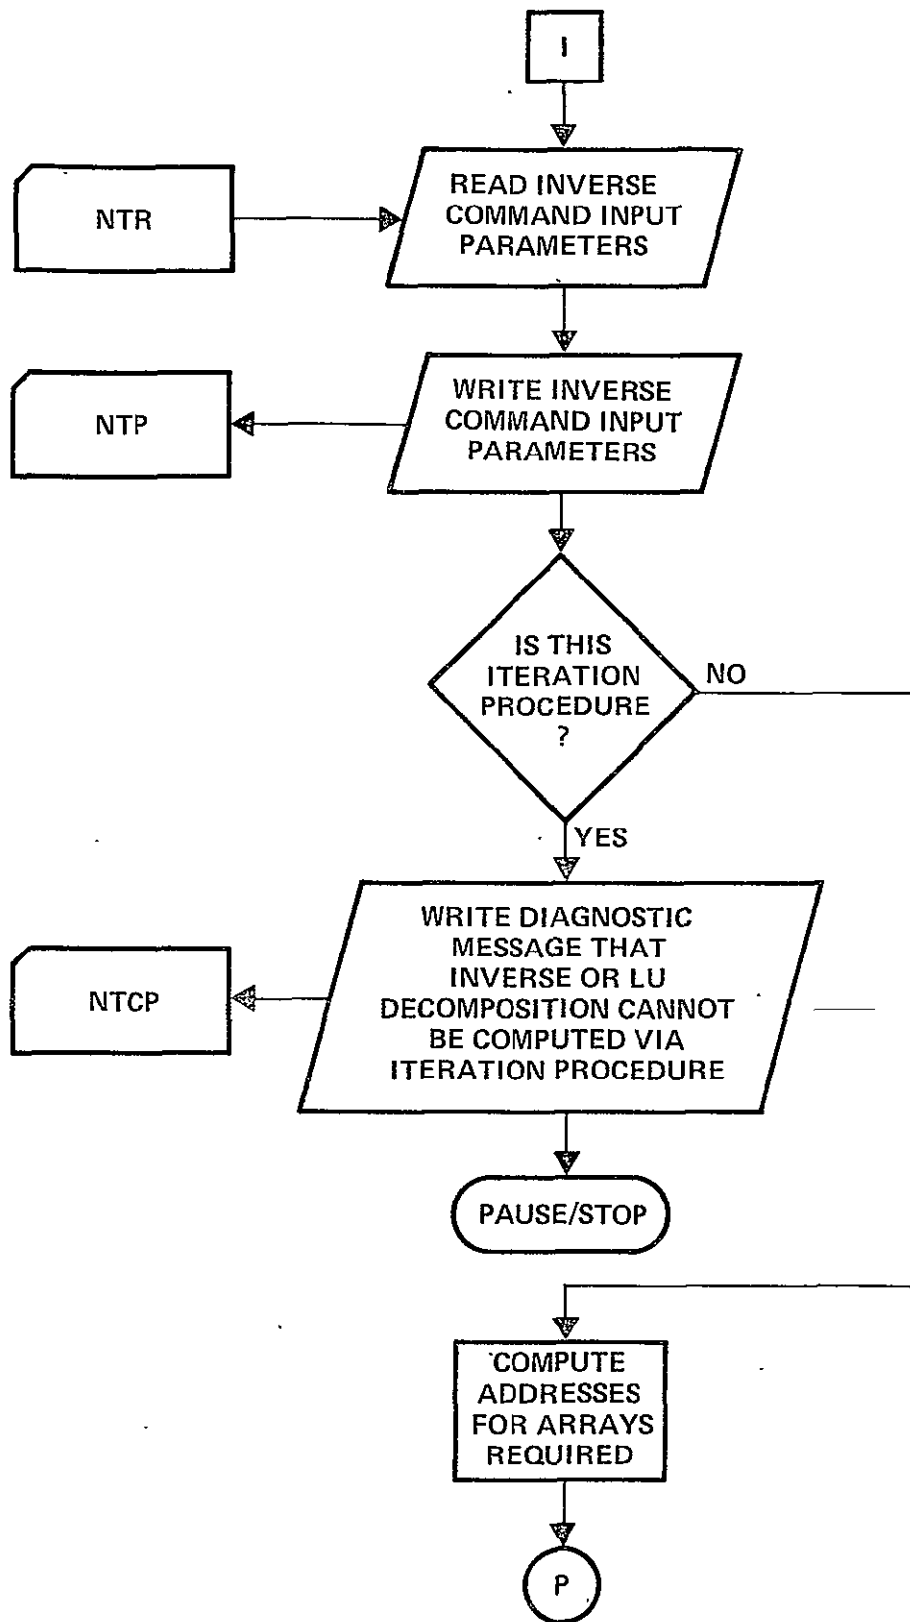 I
READ INVERSE
COMMAND INPUT
PARAMETERS
NTR
WRITE INVERSE
COMMAND INPUT
PARAMETERS
NTP
IS THIS
ITERATION
PROCEDURE
?
NO
YES
WRITE DIAGNOSTIC
MESSAGE THAT
INVERSE OR LU
DECOMPOSITION CANNOT
BE COMPUTED VIA
ITERATION PROCEDURE
NTCP
PAUSE/STOP
COMPUTE
ADDRESSES
FOR ARRAYS
REQUIRED
P